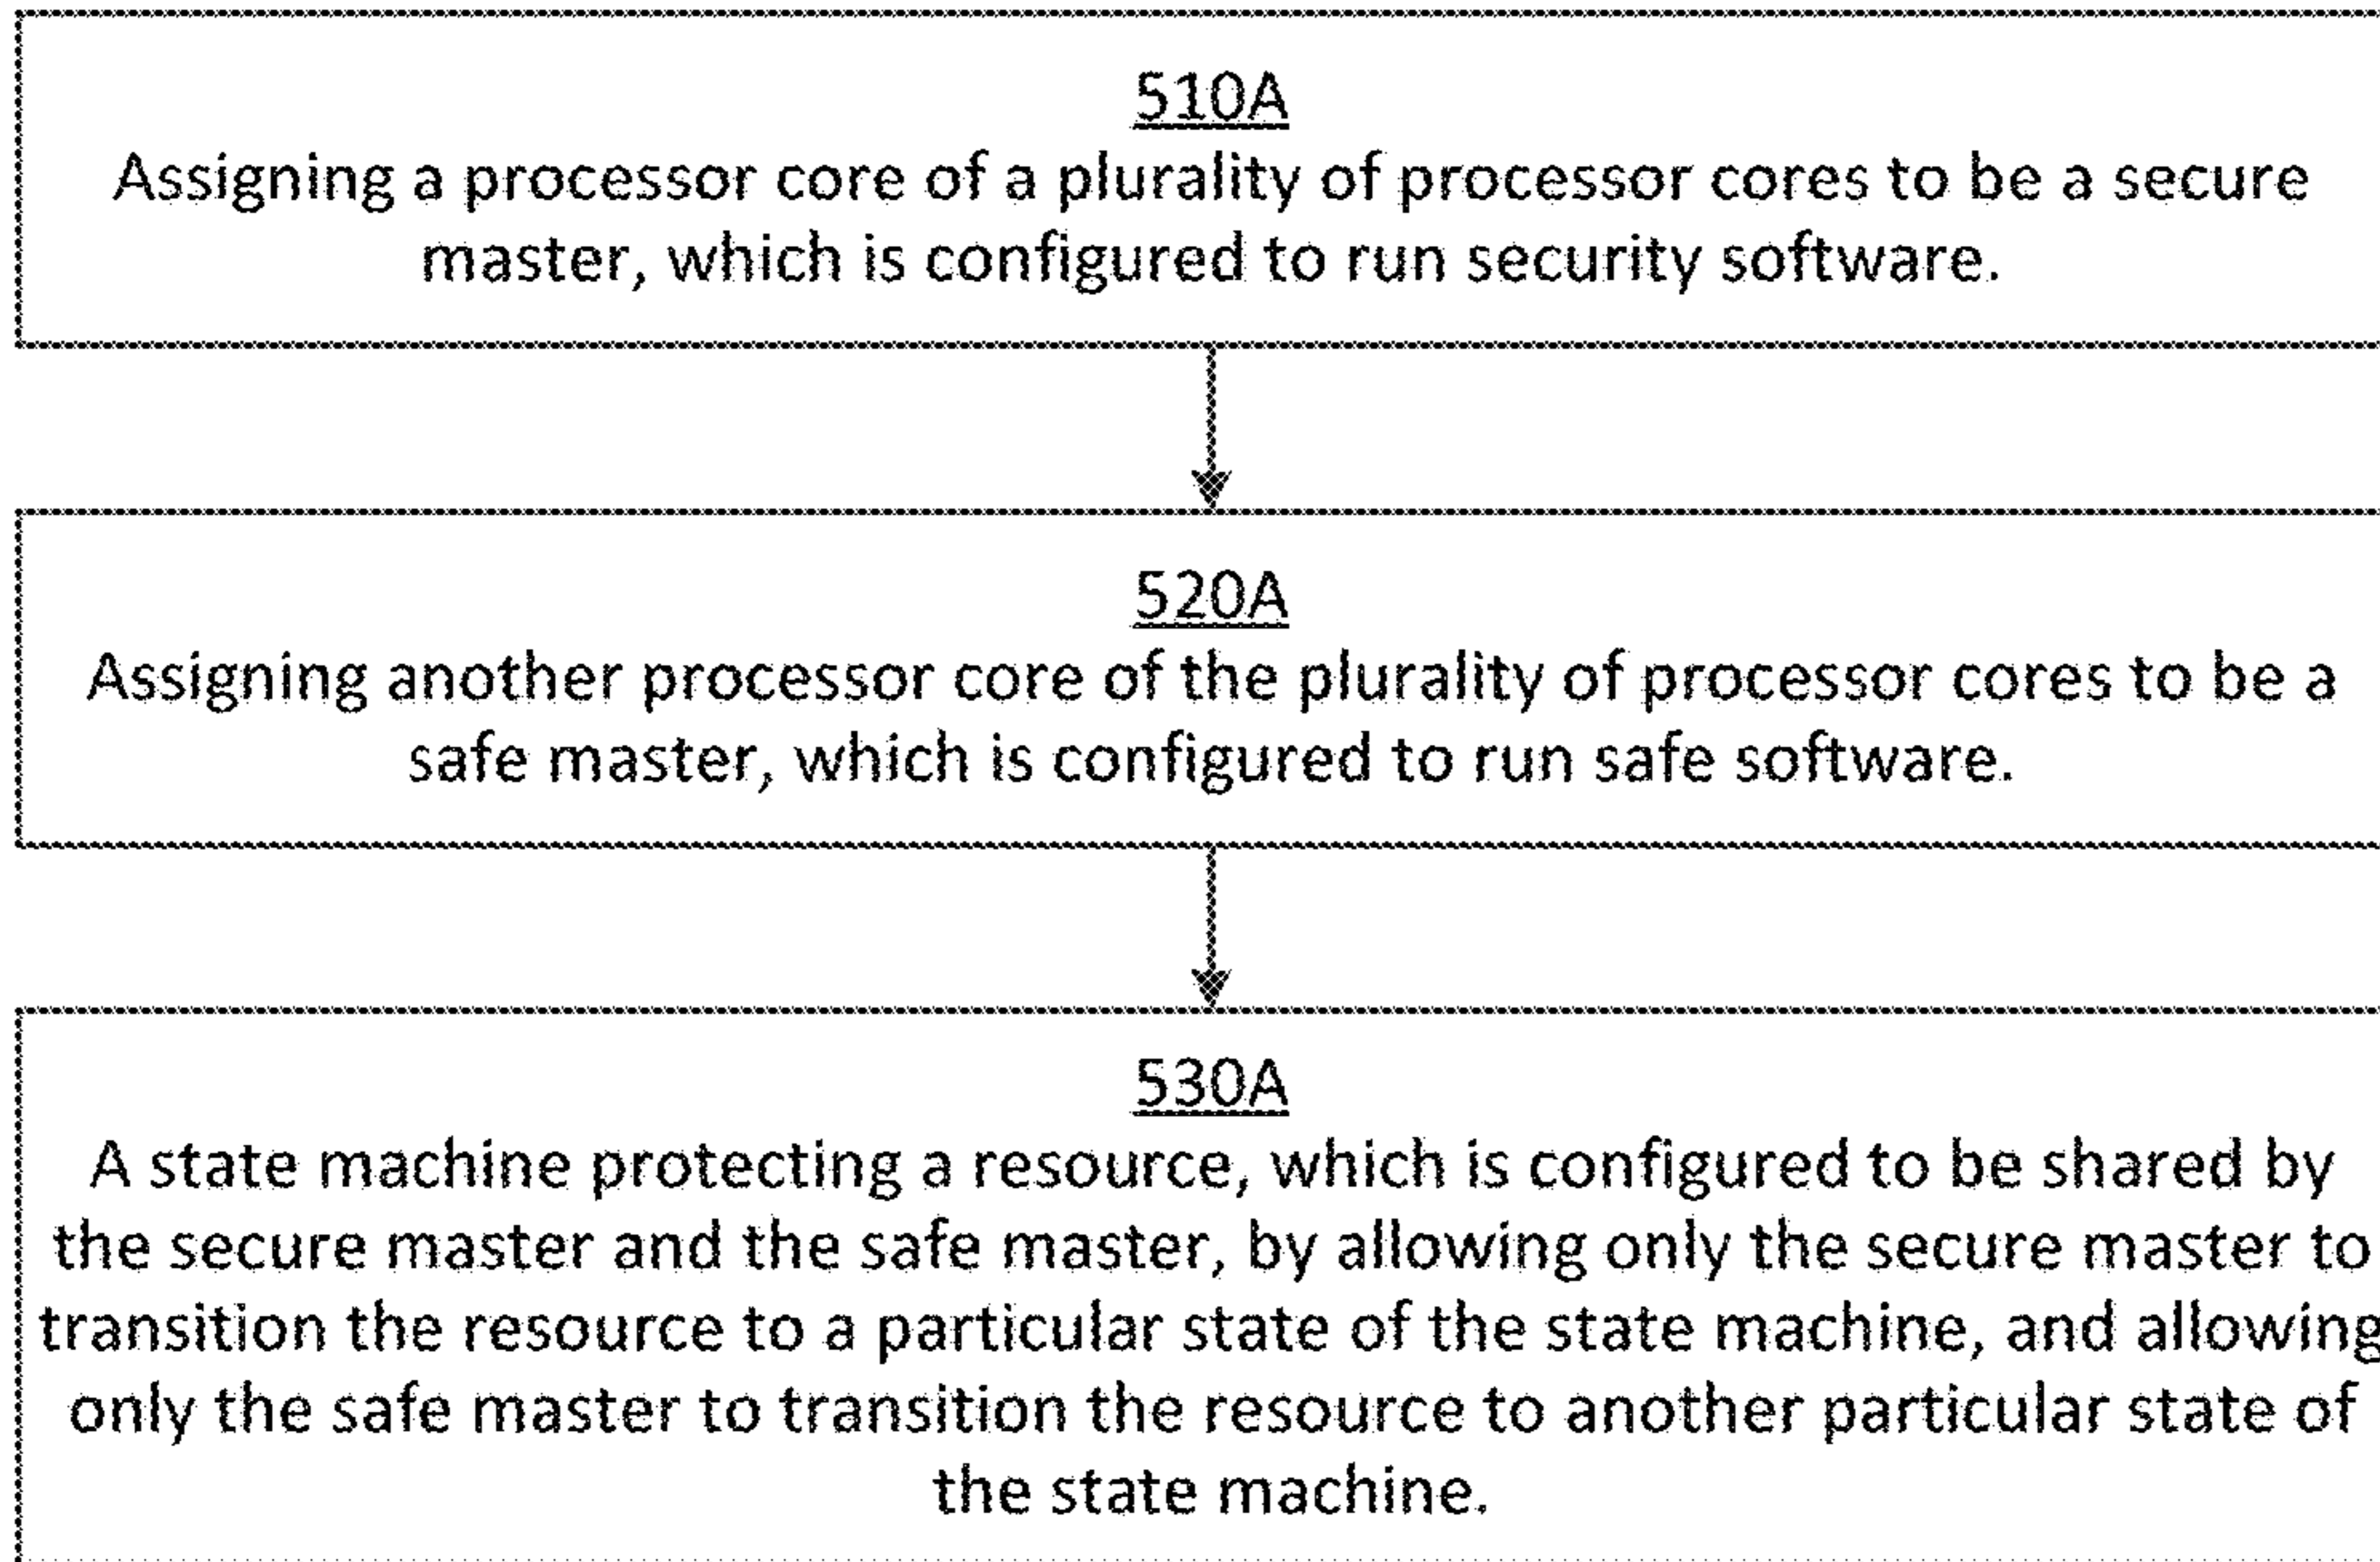 510A
Assigning a processor core of a plurality of processor cores to be a secure
master, which is configured to run security software.
520A
Assigning another processor core of the plurality of processor cores to be a
safe master, which is configured to run safe software.
530A
A state machine protecting a resource, which is configured to be shared by
the secure master and the safe master, by allowing only the secure master to
transition the resource to a particular state of the state machine, and allowing
only the safe master to transition the resource to another particular state of
the state machine.